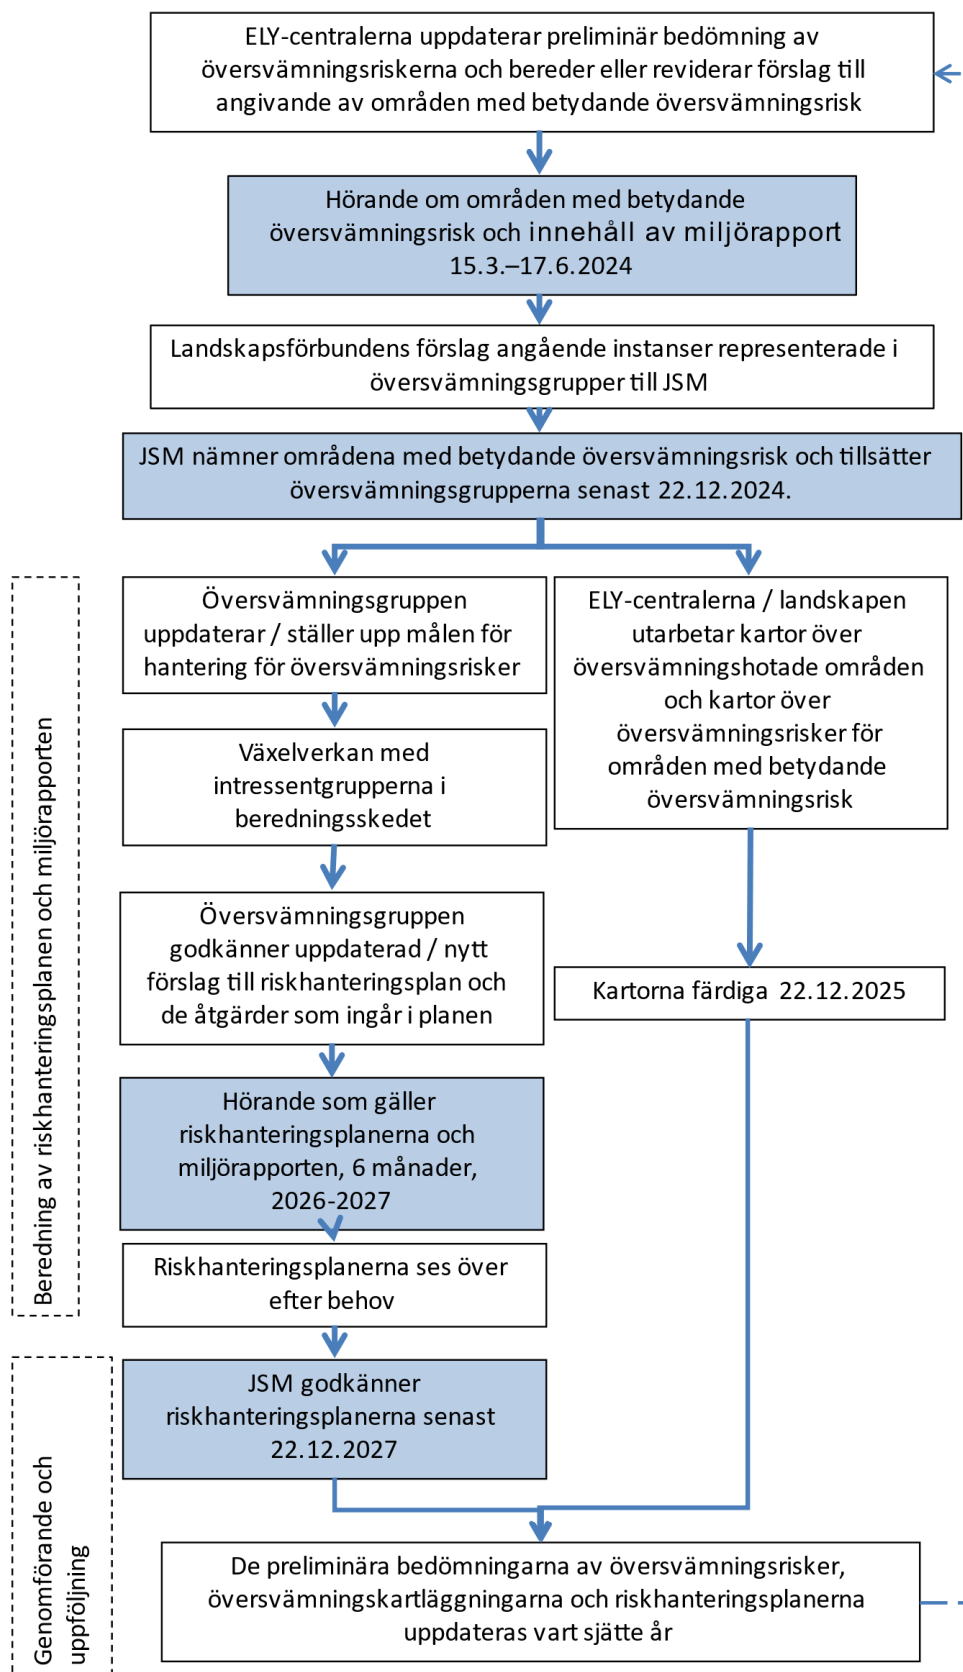 ELY-centralerna uppdaterar preliminär bedömning av
översvämningsriskerna och bereder eller reviderar förslag till
angivande av områden med betydande översvämningsrisk
Hörande om områden med betydande
översvämningsrisk och innehåll av miljörapport
15.3.–17.6.2024
Landskapsförbundens förslag angående instanser representerade i
översvämningsgrupper till JSM
JSM nämner områdena med betydande översvämningsrisk och tillsätter
översvämningsgrupperna senast 22.12.2024.
Beredning av riskhanteringsplanen och miljörapporten
Översvämningsgruppen
uppdaterar / ställer upp målen för
hantering för översvämningsrisker
Växelverkan med
intressentgrupperna i
beredningsskedet
Översvämningsgruppen
godkänner uppdaterad / nytt
förslag till riskhanteringsplan och
de åtgärder som ingår i planen
Hörande som gäller
riskhanteringsplanerna och
miljörapporten, 6 månader,
2026-2027
Riskhanteringsplanerna ses över
efter behov
ELY-centralerna / landskapen
utarbetar kartor över
översvämningshotade områden
och kartor över
översvämningsrisker för
områden med betydande
översvämningsrisk
Kartorna färdiga 22.12.2025
Genomförande och
uppföljning
JSM godkänner
riskhanteringsplanerna senast
22.12.2027
De preliminära bedömningarna av översvämningsrisker,
översvämningskartläggningarna och riskhanteringsplanerna
uppdateras vart sjätte år